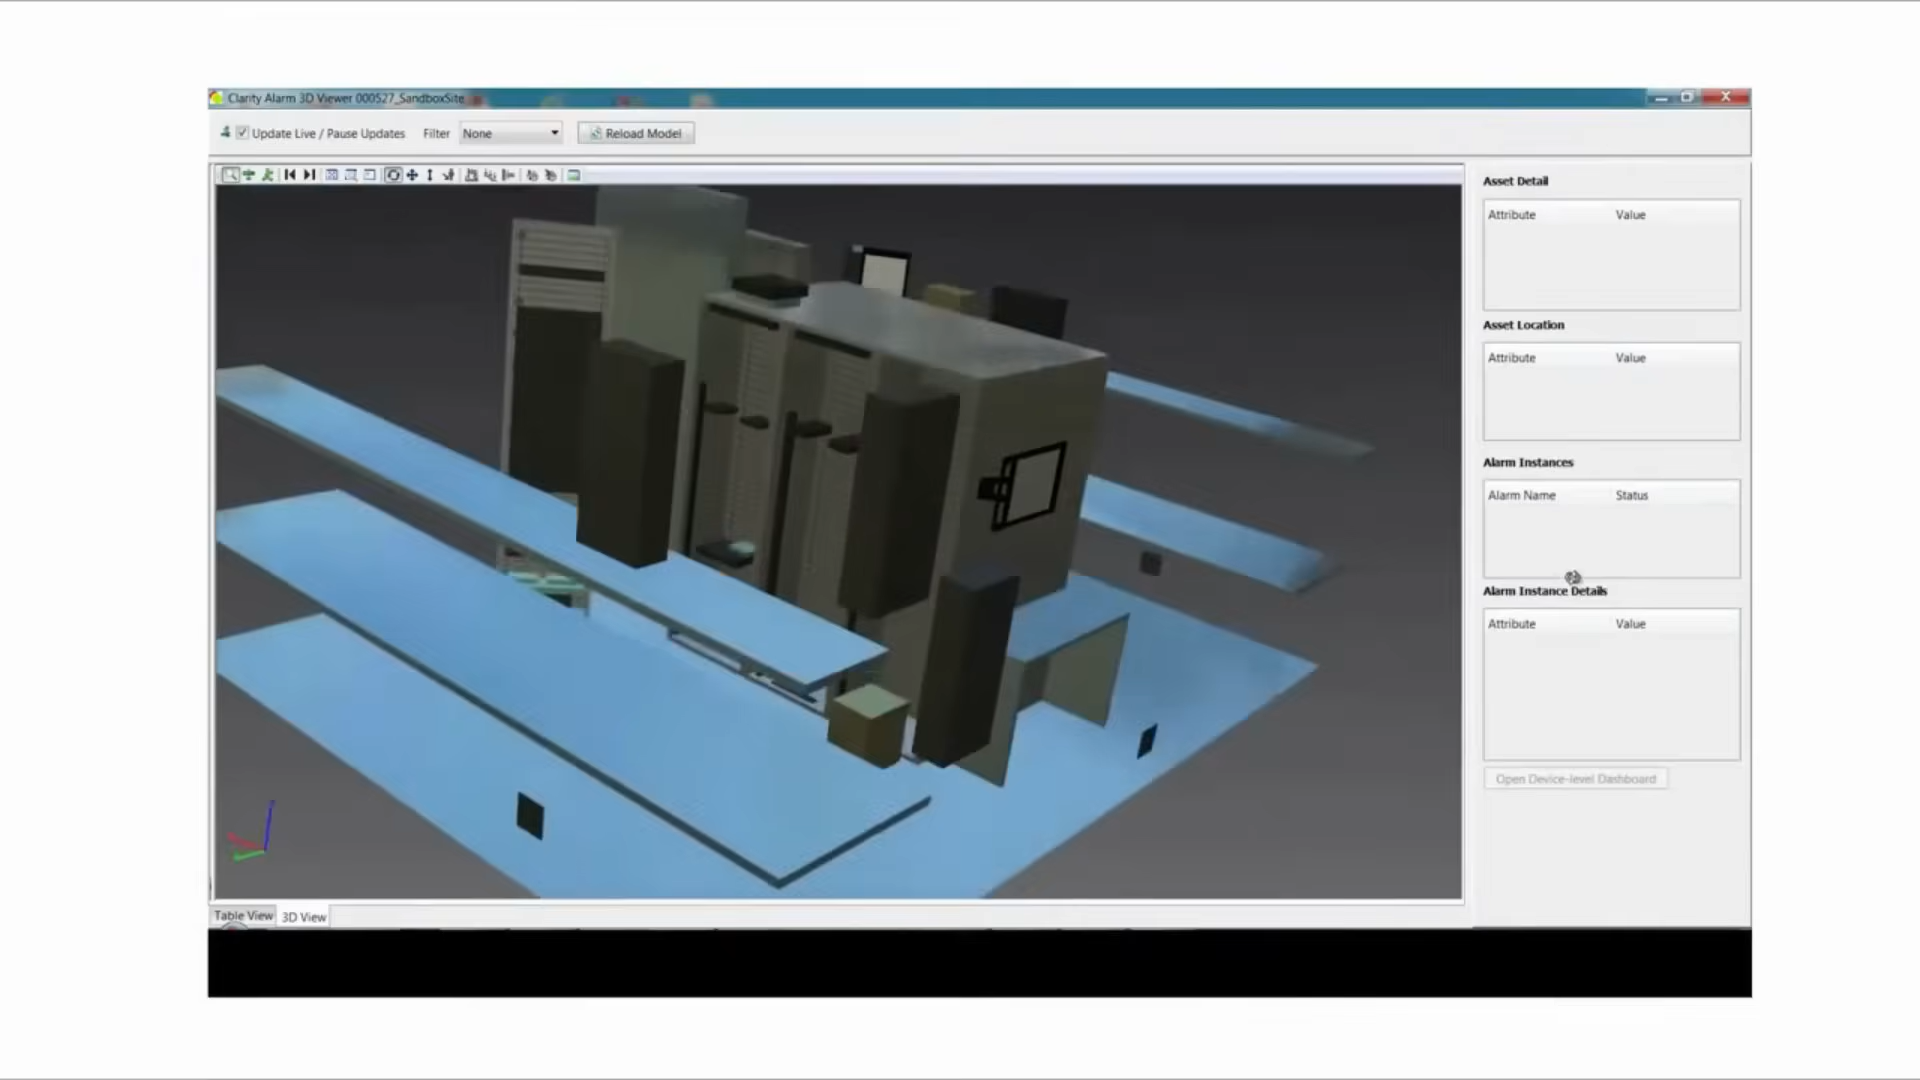 Clarity Alarm 3D Viewer 000527_SandboxSite
Update Live / Pause Updates Filter None Reload Model
Asset Detail
Attribute Value
Asset Location
Attribute Value
Alarm Instances
Alarm Name Status
Alarm Instance Details
Attribute Value
Open Device-level Dashboard
Table View 3D View